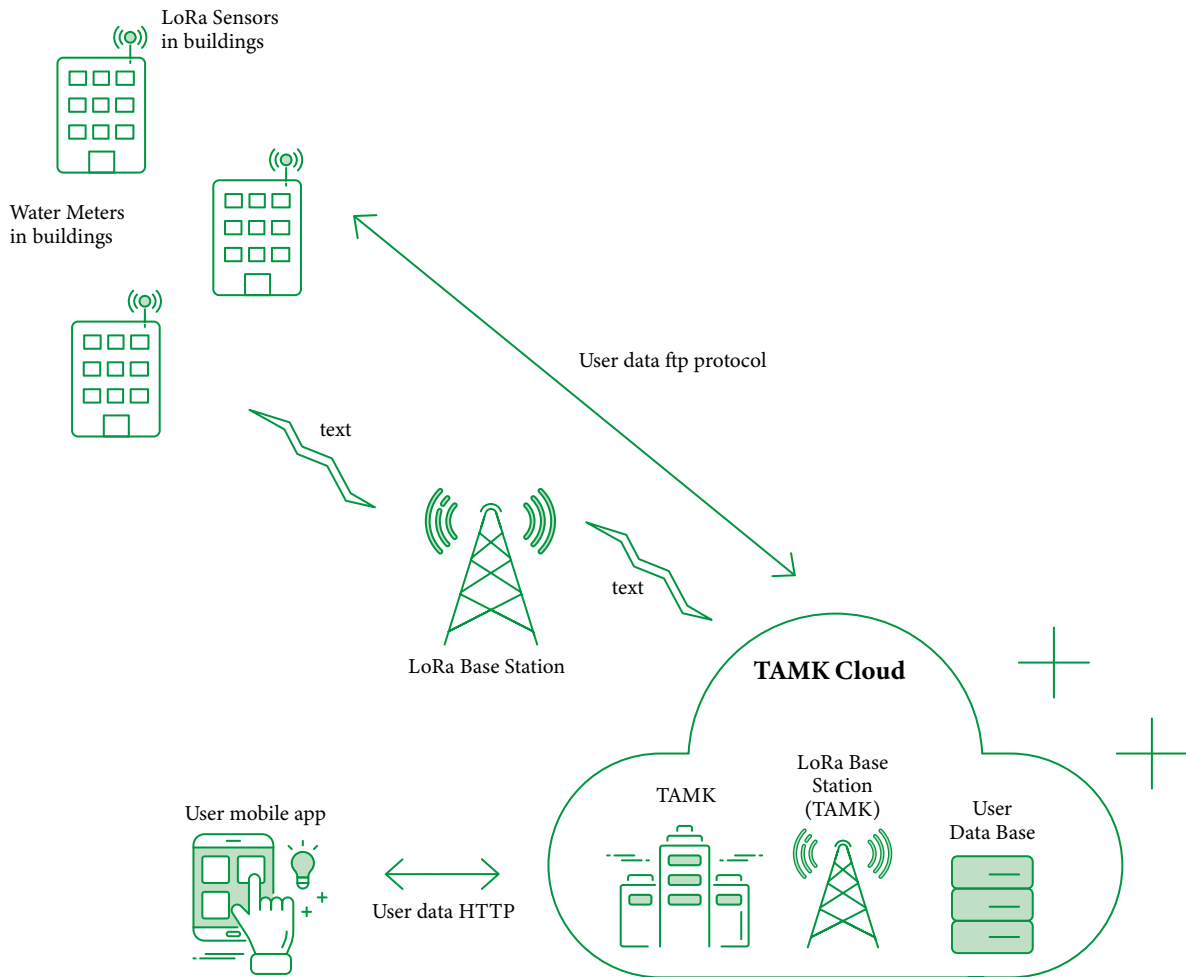 LoRa Sensors
in buildings
Water Meters
in buildings
User data ftp protocol
text
text
LoRa Base Station
TAMK Cloud
LoRa Base
Station
(TAMK)
TAMK
User
Data Base
User mobile app
User data HTTP